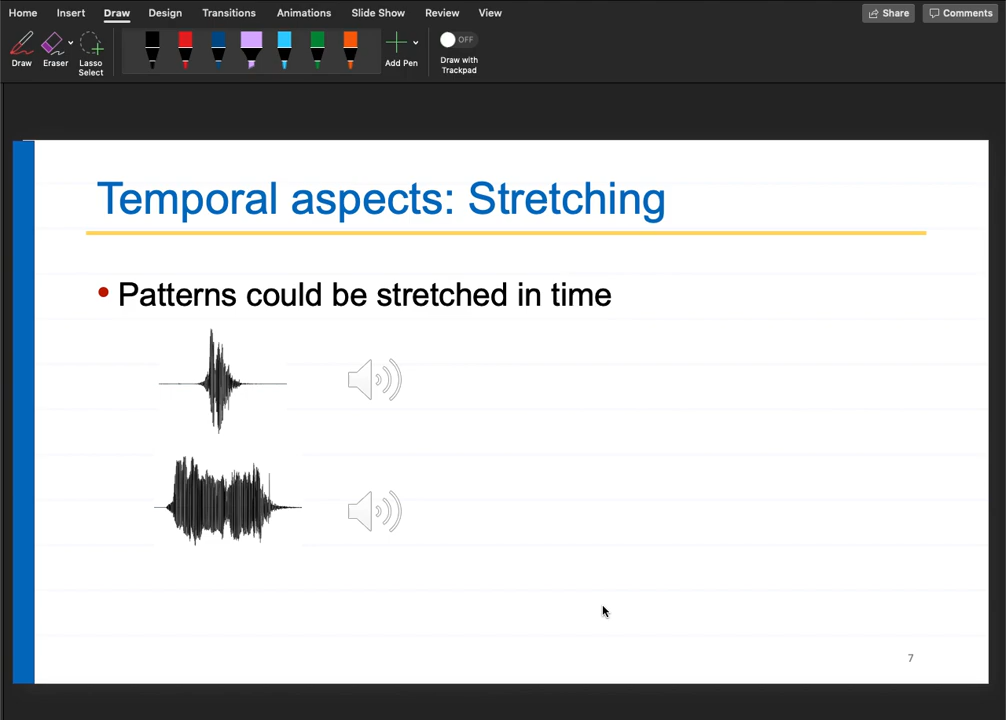 Home Insert Draw Design Transitions Animations Slide Show Review View Share Comments
Draw Eraser Lasso Select Add Pen OFF Draw with Trackpad
Temporal aspects: Stretching
• Patterns could be stretched in time
7